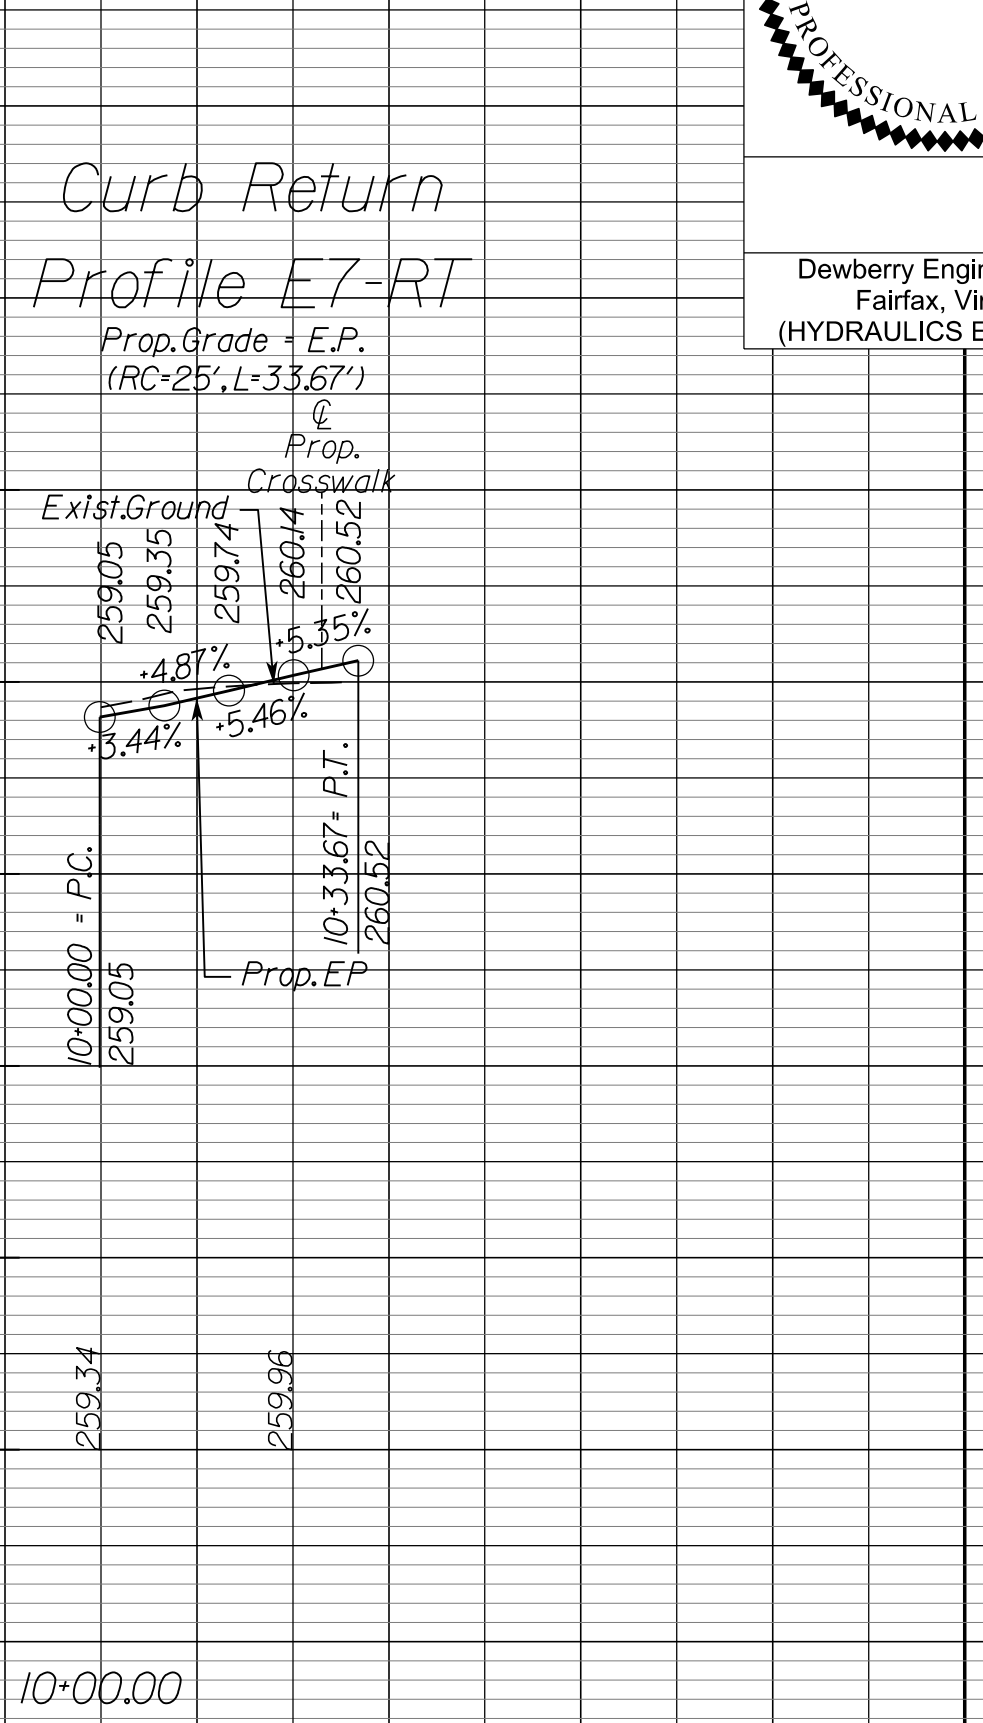 PROFESSIONAL
Dewberry Engin
Fairfax, Vir
(HYDRAULICS E
Curb Return
Profile E7-RT
Prop. Grade = E.P.
(RC=25', L=33.67')
℄
Prop.
Crosswalk
Exist. Ground
259.05
259.35
259.74
260.14
260.52
+3.44%
+4.87%
+5.46%
+5.35%
10+00.00 = P.C.
259.05
10+33.67= P.T.
260.52
Prop. EP
259.34
259.96
10+00.00